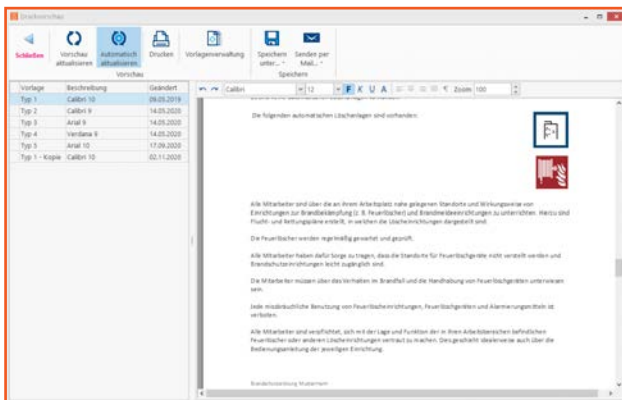 Druckvorschau
Schließen
Vorschau aktualisieren
Automatisch aktualisieren
Drucken
Vorlagenverwaltung
Speichern unter...
Senden per Mail...
Vorschau
Speichern
Vorlage Beschreibung Geändert
Typ 1 Calibri 10 09.03.2019
Typ 2 Calibri 9 14.05.2020
Typ 3 Arial 9 14.05.2020
Typ 4 Verdana 9 14.05.2020
Typ 5 Arial 10 17.09.2020
Typ 1 - Kopie Calibri 10 02.11.2020
Calibri 12 F K U A Zoom 100
Die folgenden automatischen Löschanlagen sind vorhanden:
Alle Mitarbeiter sind über die an ihrem Arbeitsplatz nahe gelegenen Standorte und Wirkungsweise von
Einrichtungen zur Brandbekämpfung (z. B. Feuerlöscher) und Brandmeldeeinrichtungen zu unterrichten. Hierzu sind
Flucht- und Rettungspläne erstellt, in welchen die Löscheinrichtungen dargestellt sind.
Die Feuerlöscher werden regelmäßig gewartet und geprüft.
Alle Mitarbeiter haben dafür Sorge zu tragen, dass die Standorte für Feuerlöschgeräte nicht verstellt werden und
Brandschutzeinrichtungen leicht zugänglich sind.
Die Mitarbeiter müssen über das Verhalten im Brandfall und die Handhabung von Feuerlöschgeräten unterwiesen
sein.
Jede missbräuchliche Benutzung von Feuerlöscheinrichtungen, Feuerlöschgeräten und Alarmierungsmitteln ist
verboten.
Alle Mitarbeiter sind verpflichtet, sich mit der Lage und Funktion der in ihren Arbeitsbereichen befindlichen
Feuerlöscher oder anderen Löscheinrichtungen vertraut zu machen. Dies geschieht idealerweise auch über die
Bedienungsanleitung der jeweiligen Einrichtung.
Brandschutzordnung Mustermann